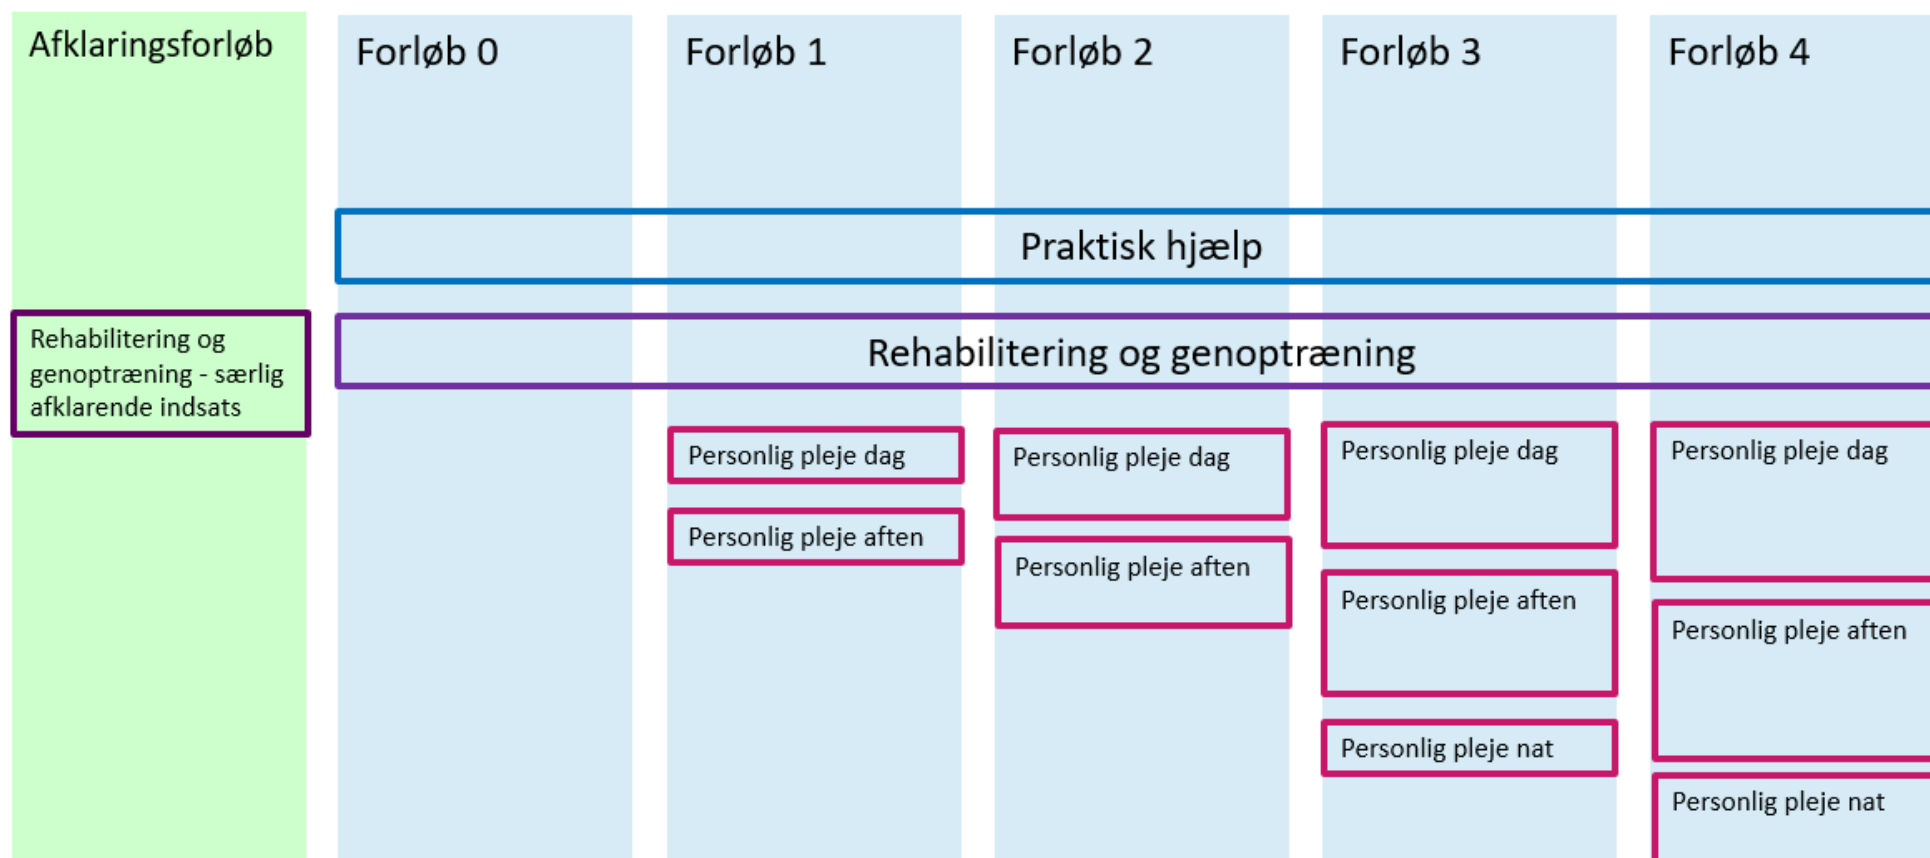 Afklaringsforløb
Forløb 0
Forløb 1
Forløb 2
Forløb 3
Forløb 4
Praktisk hjælp
Rehabilitering og
genoptræning - særlig
afklarende indsats
Rehabilitering og genoptræning
Personlig pleje dag
Personlig pleje aften
Personlig pleje dag
Personlig pleje aften
Personlig pleje dag
Personlig pleje aften
Personlig pleje nat
Personlig pleje dag
Personlig pleje aften
Personlig pleje nat